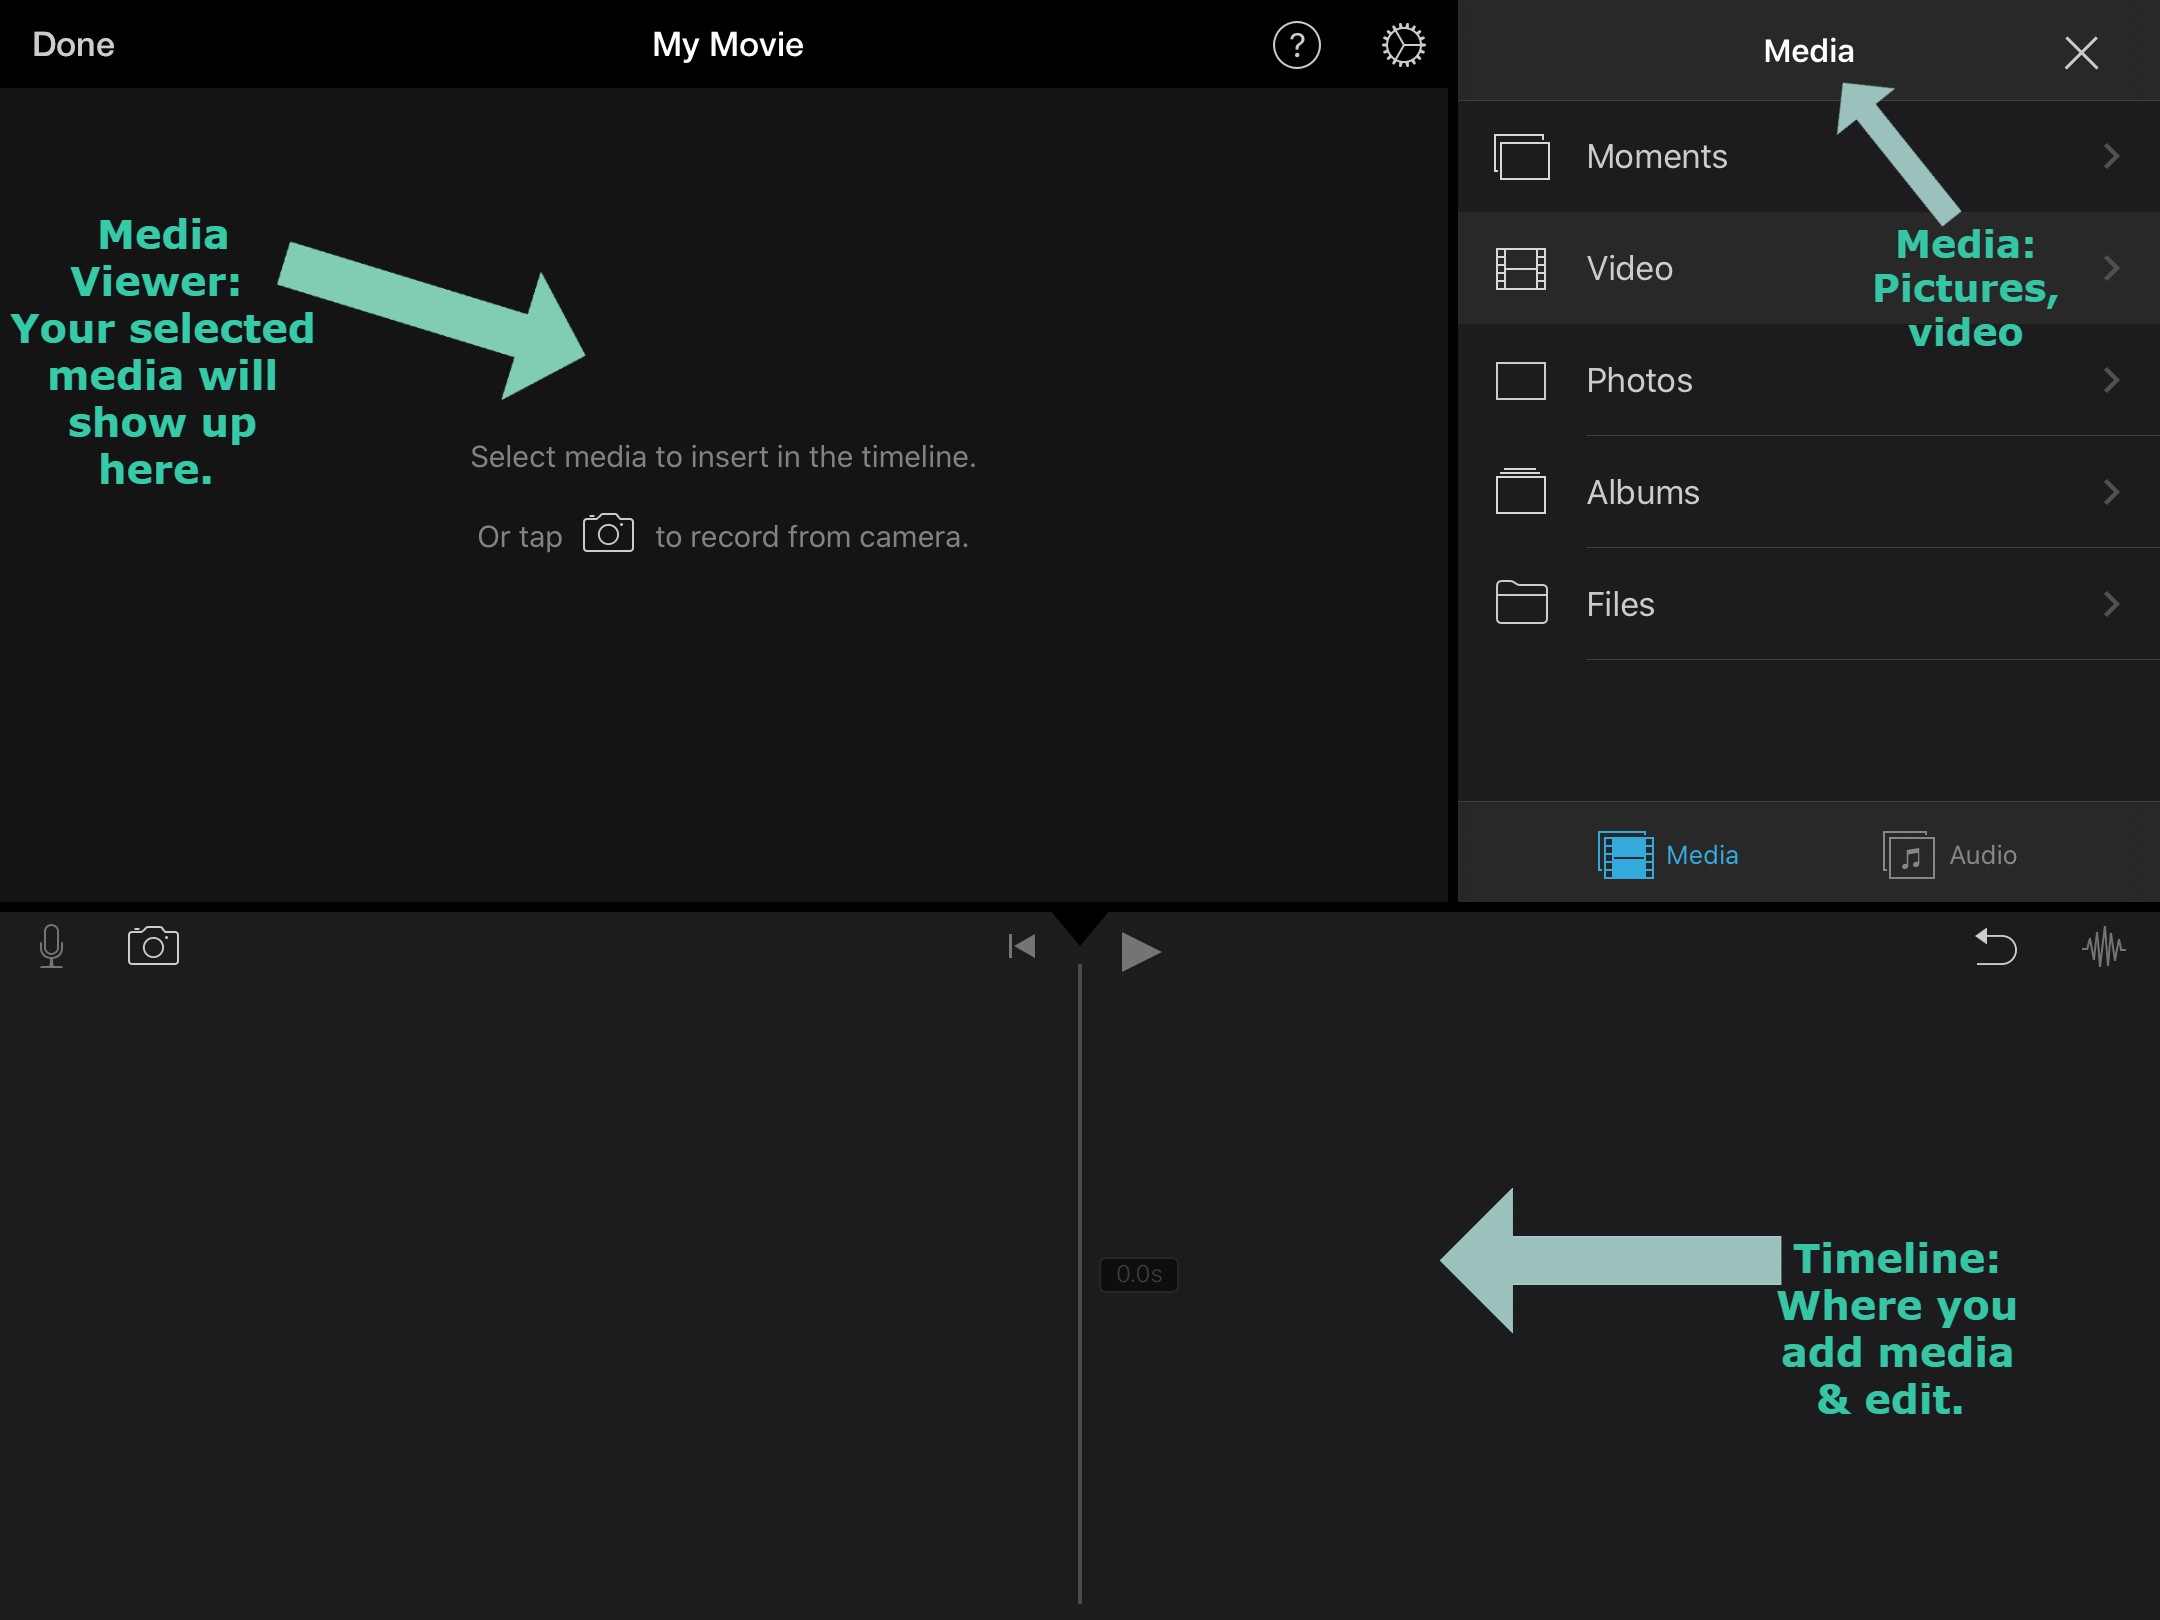 Done
My Movie
?
Media
Media
Viewer:
Your selected
media will
show up
here.
Select media to insert in the timeline.
Or tap to record from camera.
Moments
Video
Photos
Albums
Files
Media:
Pictures,
video
Media
Audio
0.0s
Timeline:
Where you
add media
& edit.